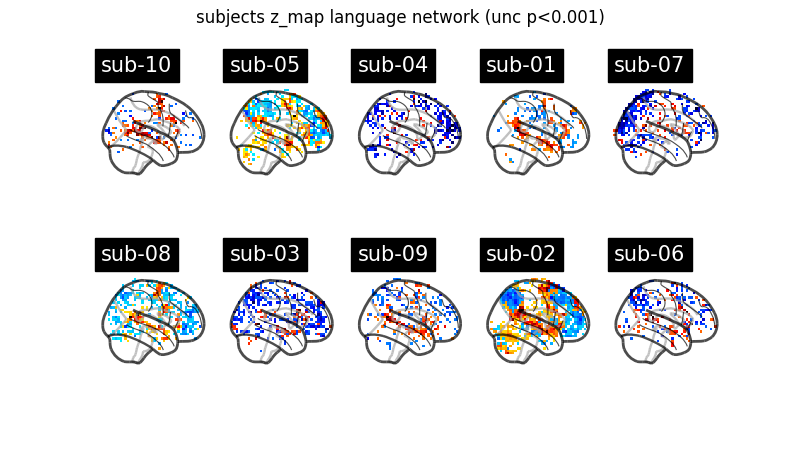 subjects z_map language network (unc p<0.001)
sub-10
sub-05
sub-04
sub-01
sub-07
sub-08
sub-03
sub-09
sub-02
sub-06